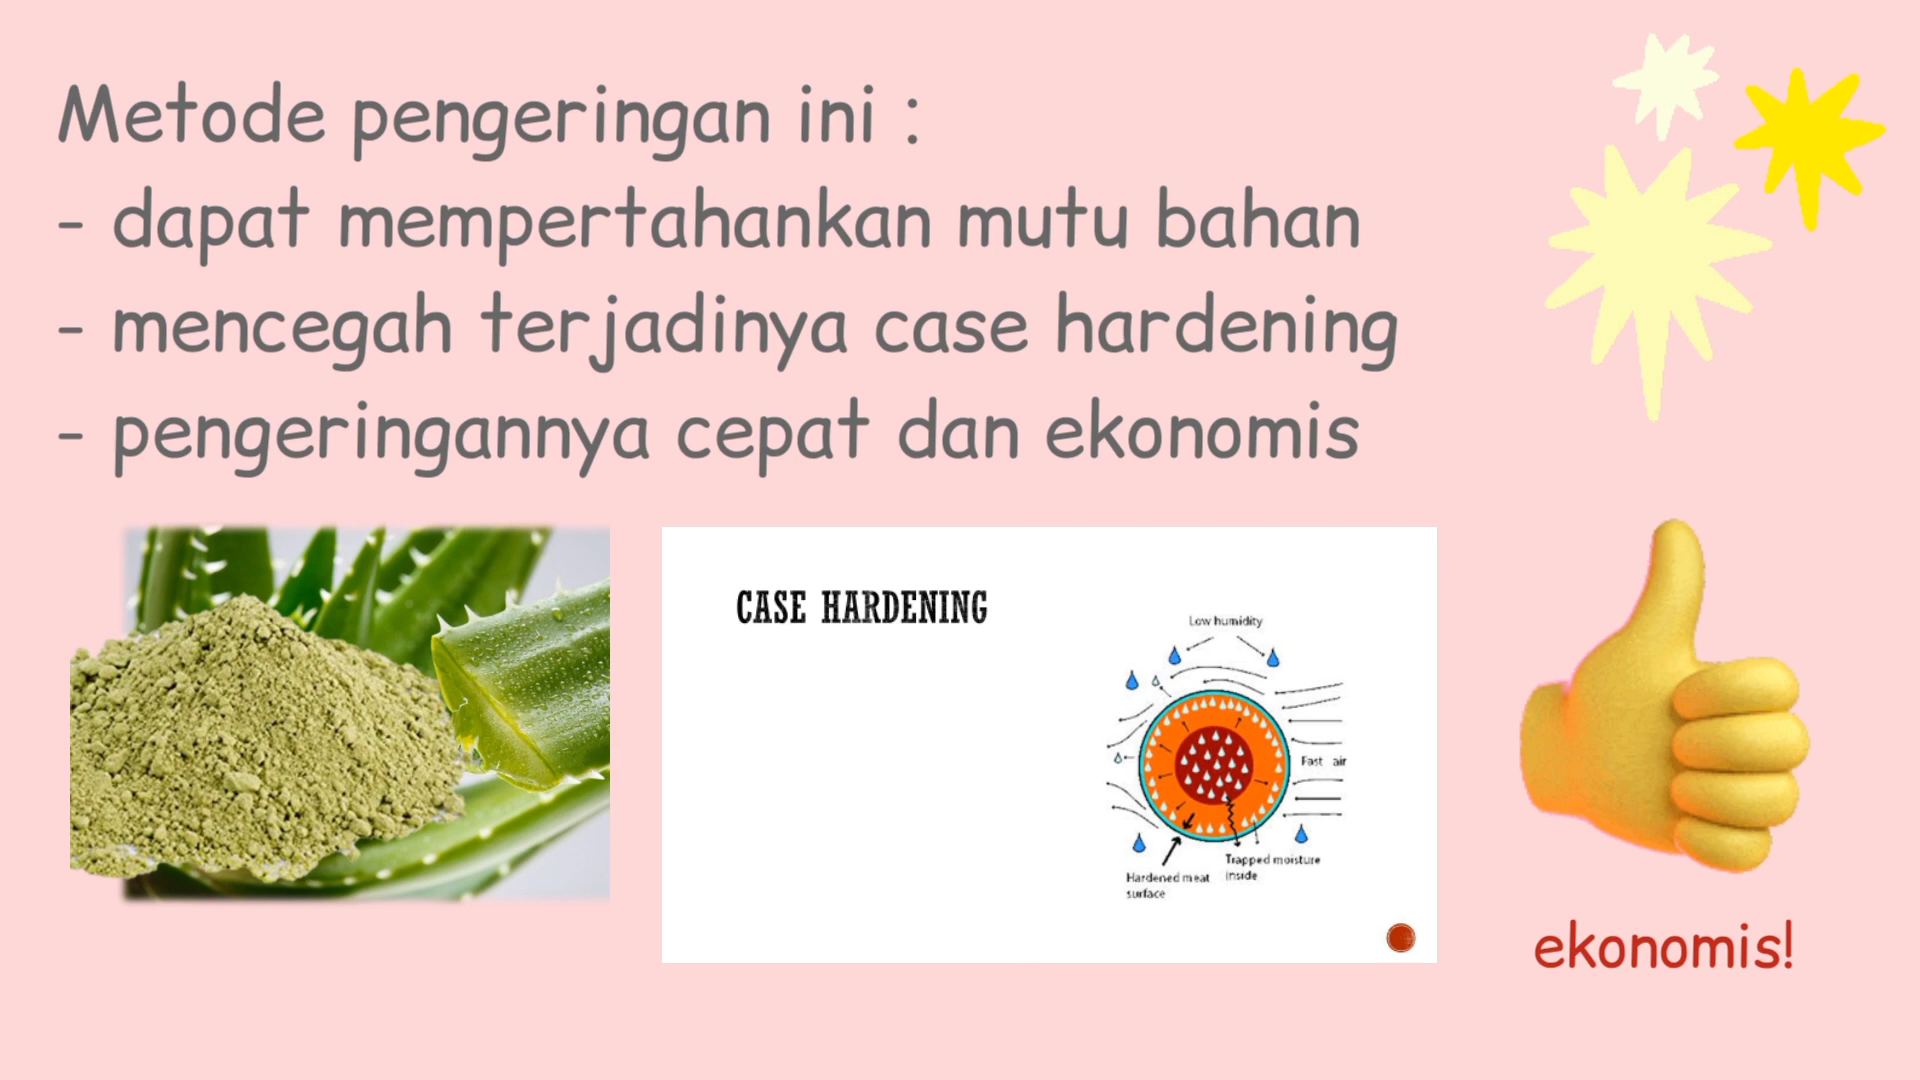 Metode pengeringan ini :
- dapat mempertahankan mutu bahan
- mencegah terjadinya case hardening
- pengeringannya cepat dan ekonomis
CASE HARDENING
Low humidity
Fast air
Trapped moisture
inside
Hardened meat
surface
ekonomis!